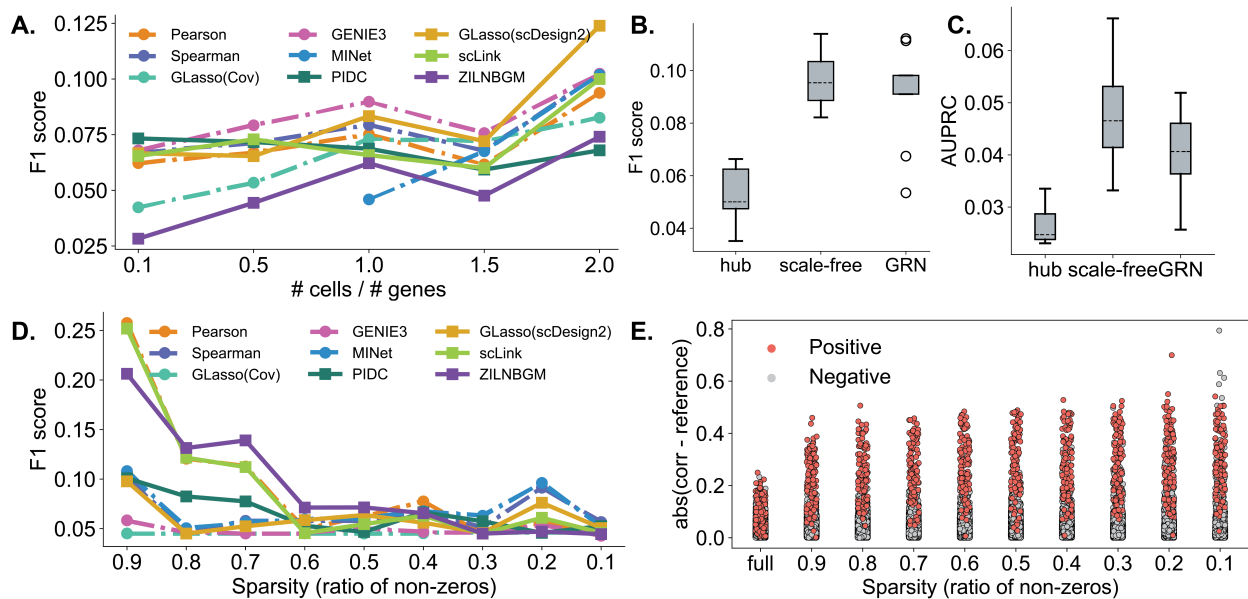 A.
Pearson
Spearman
GLasso(Cov)
GENIE3
MINet
PIDC
GLasso(scDesign2)
scLink
ZILNBGM
F1 score
0.125
0.100
0.075
0.050
0.025
0.1 0.5 1.0 1.5 2.0
# cells / # genes
B.
F1 score
0.10
0.08
0.06
0.04
hub scale-free GRN
C.
AUPRC
0.06
0.05
0.04
0.03
hub scale-free GRN
D.
Pearson
Spearman
GLasso(Cov)
GENIE3
MINet
PIDC
GLasso(scDesign2)
scLink
ZILNBGM
F1 score
0.25
0.20
0.15
0.10
0.05
0.9 0.8 0.7 0.6 0.5 0.4 0.3 0.2 0.1
Sparsity (ratio of non-zeros)
E.
Positive
Negative
abs(corr - reference)
0.8
0.6
0.4
0.2
0.0
full 0.9 0.8 0.7 0.6 0.5 0.4 0.3 0.2 0.1
Sparsity (ratio of non-zeros)